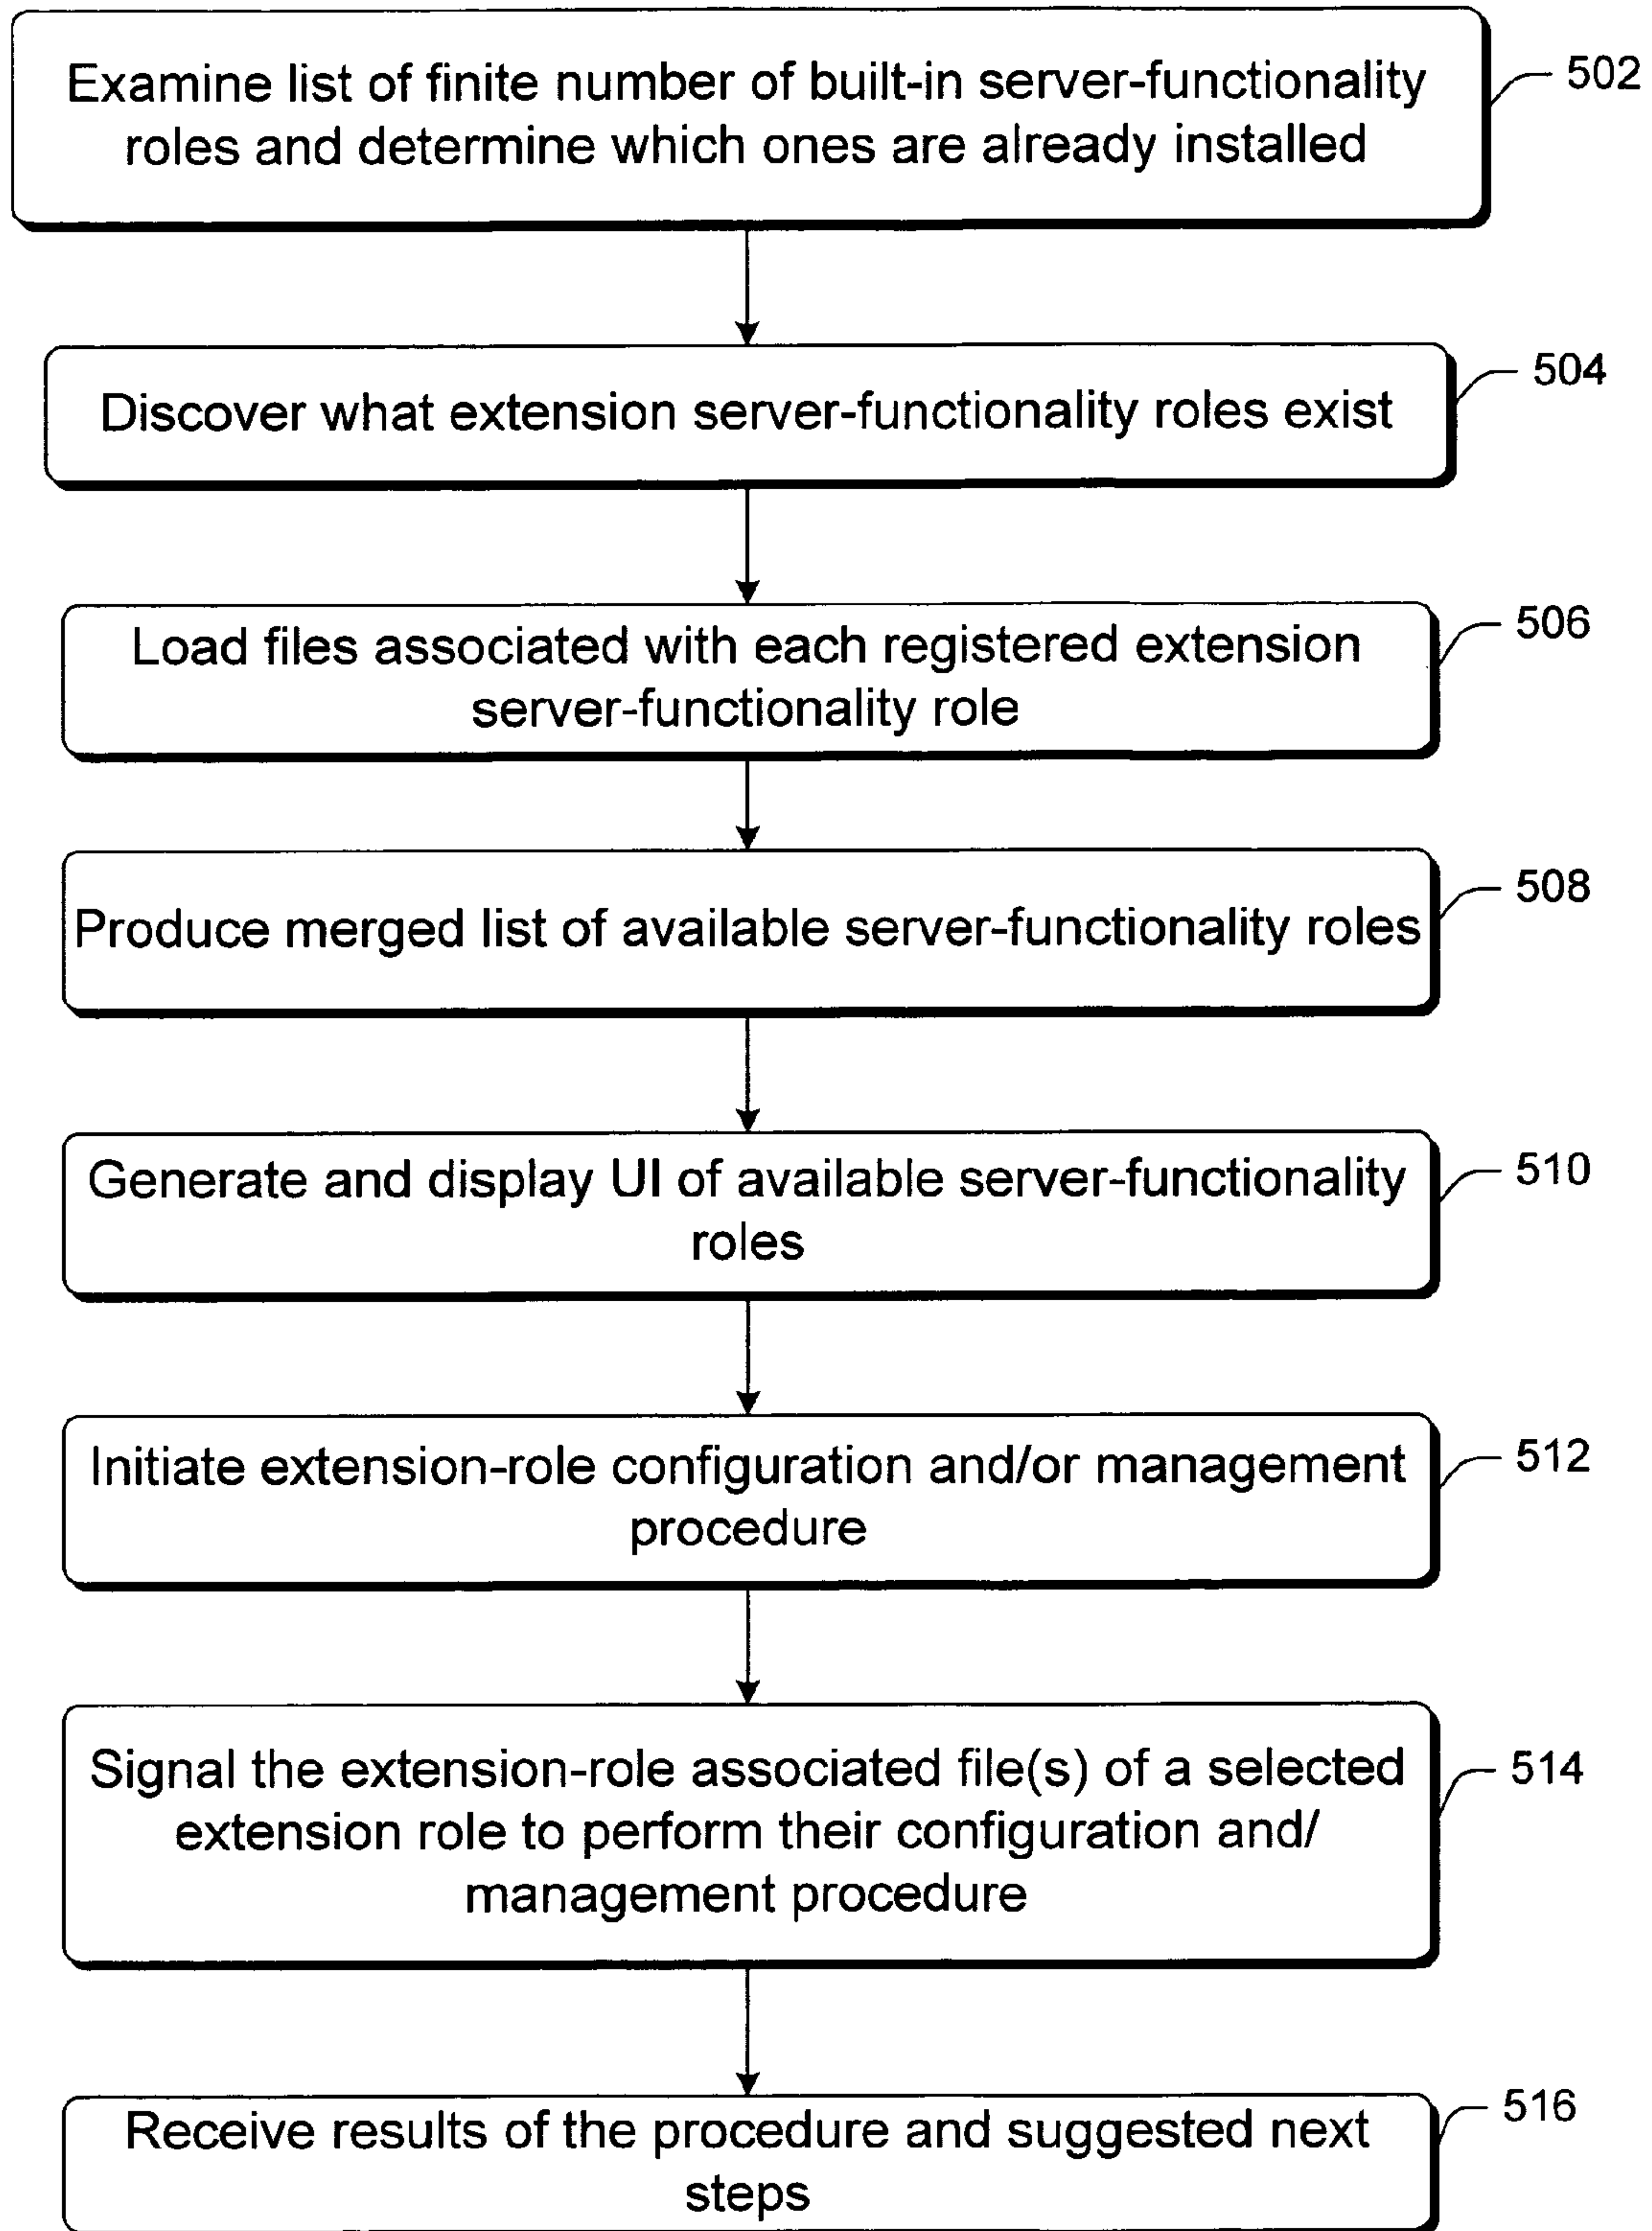 Examine list of finite number of built-in server-functionality
roles and determine which ones are already installed
502
Discover what extension server-functionality roles exist
504
Load files associated with each registered extension
server-functionality role
506
Produce merged list of available server-functionality roles
508
Generate and display UI of available server-functionality
roles
510
Initiate extension-role configuration and/or management
procedure
512
Signal the extension-role associated file(s) of a selected
extension role to perform their configuration and/
management procedure
514
Receive results of the procedure and suggested next
steps
516